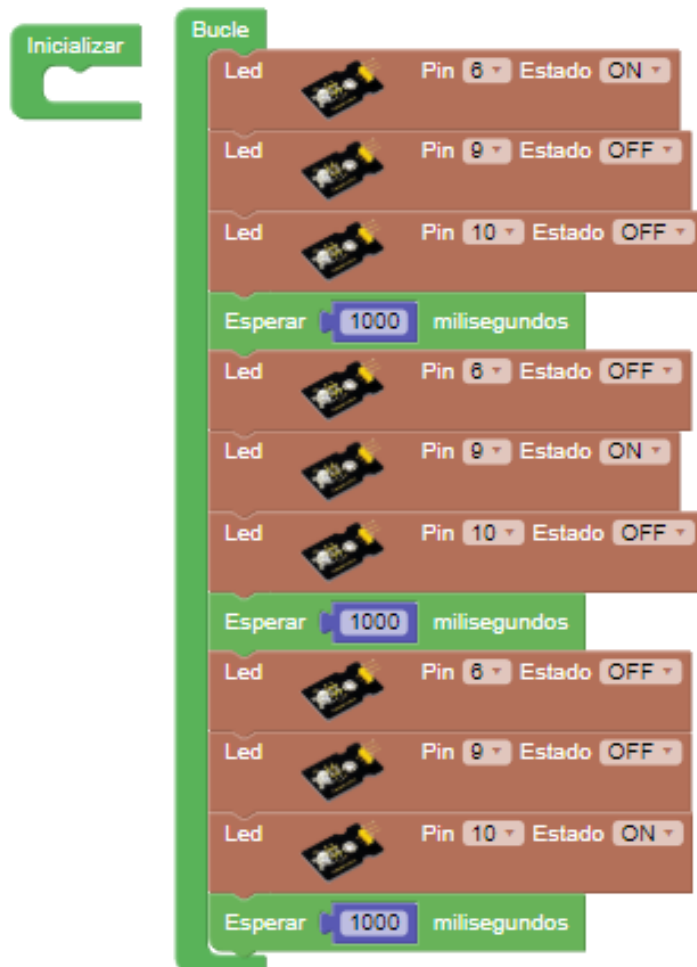 Inicializar
Bucle
Led Pin 6 Estado ON
Led Pin 9 Estado OFF
Led Pin 10 Estado OFF
Esperar 1000 milisegundos
Led Pin 6 Estado OFF
Led Pin 9 Estado ON
Led Pin 10 Estado OFF
Esperar 1000 milisegundos
Led Pin 6 Estado OFF
Led Pin 9 Estado OFF
Led Pin 10 Estado ON
Esperar 1000 milisegundos